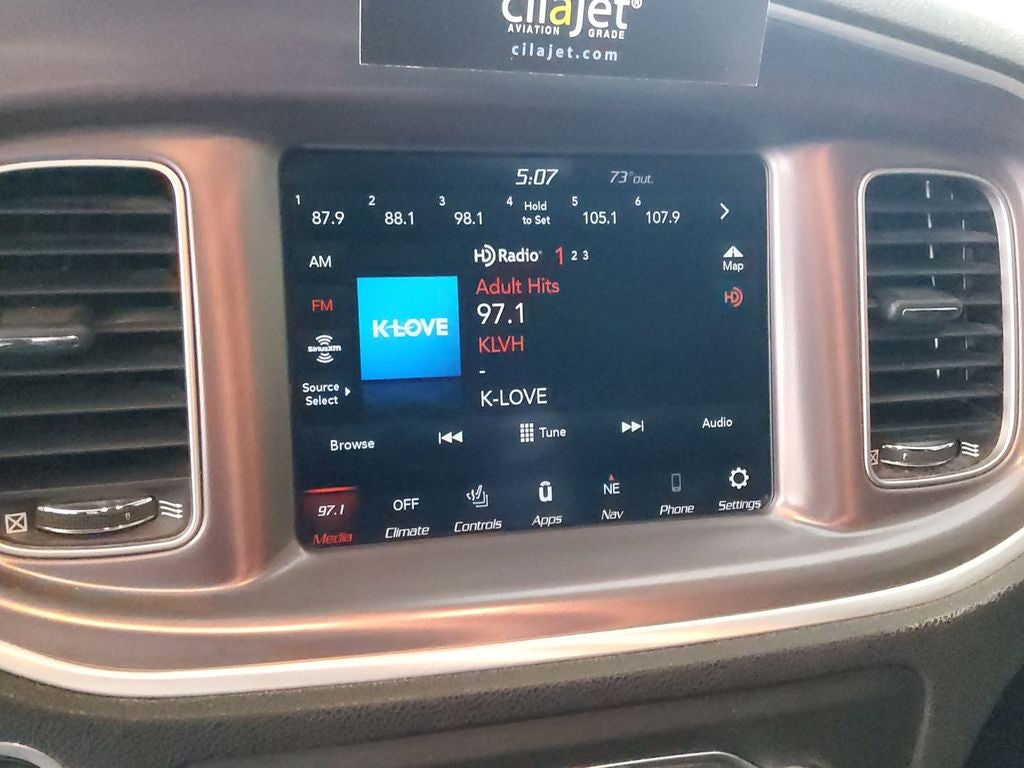 cilajet®
AVIATION GRADE
cilajet.com
5:07 73°out.
1 2 3 4 5 6
87.9 88.1 98.1 Hold to Set 105.1 107.9
AM
HD Radio 1 2 3
Map
Adult Hits
FM
97.1
HD
K-LOVE
KLVH
SiriusXM
-
Source
Select
K-LOVE
Browse
Tune
Audio
97.1 OFF NE
Media Climate Controls Apps Nav Phone Settings